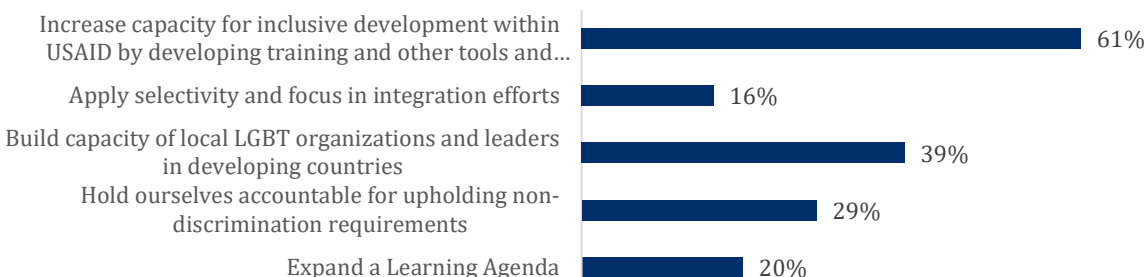 Increase capacity for inclusive development within
USAID by developing training and other tools and…
61%
Apply selectivity and focus in integration efforts
16%
Build capacity of local LGBT organizations and leaders
in developing countries
39%
Hold ourselves accountable for upholding non-
discrimination requirements
29%
Expand a Learning Agenda
20%